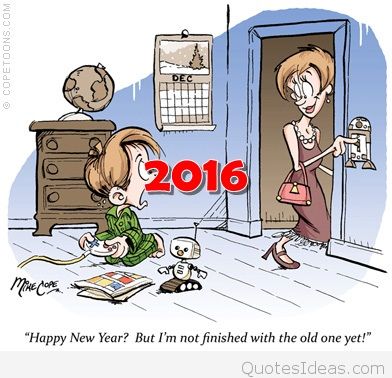 © COPETOONS.COM
DEC
2016
MIKE COPE
“Happy New Year?  But I’m not finished with the old one yet!”
QuotesIdeas.com